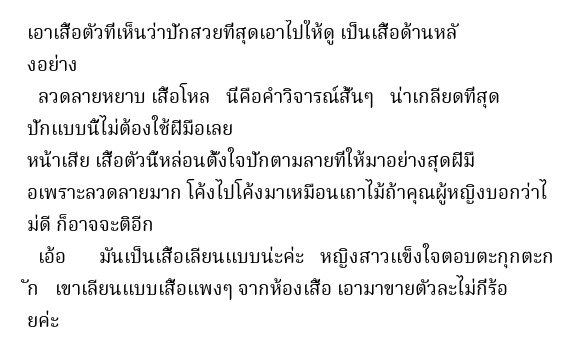 เอาเสื้อตัวที่เห็นว่าปักสวยที่สุดเอาไปให้ดู เป็นเสื้อด้านหลั
งอย่าง
ลวดลายหยาบ เสื้อโหล นี่คือคำวิจารณ์สั้นๆ น่าเกลียดที่สุด
ปักแบบนี้ไม่ต้องใช้ฝีมือเลย
หน้าเสีย เสื้อตัวนี้หล่อนตั้งใจปักตามลายที่ให้มาอย่างสุดฝีมื
อเพราะลวดลายมาก โค้งไปโค้งมาเหมือนเถาไม้ถ้าคุณผู้หญิงบอกว่าไ
ม่ดี ก็อาจจะติอีก
เอ้อ มันเป็นเสื้อเลียนแบบน่ะค่ะ หญิงสาวแข็งใจตอบตะกุกตะก
ัก เขาเลียนแบบเสื้อแพงๆ จากห้องเสื้อ เอามาขายตัวละไม่กี่ร้อ
ยค่ะ